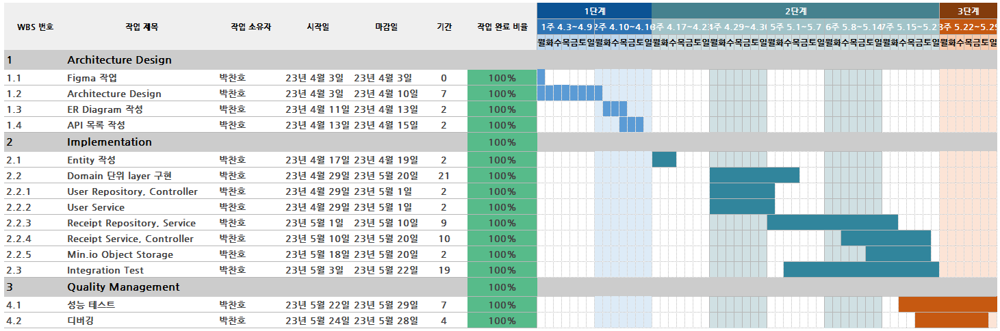 1단계 2단계 3단계
WBS 번호 작업 제목 작업 소유자 시작일 마감일 기간 작업 완료 비율 1주 4.3~4.9 2주 4.10~4.16 3주 4.17~4.23 4주 4.29~4.30 5주 5.1~5.7 6주 5.8~5.14 7주 5.15~5.21 8주 5.22~5.29
월화수목금토일 월화수목금토일 월화수목금토일 월화수목금토일 월화수목금토일 월화수목금토일 월화수목금토일 월화수목금토일
1 Architecture Design
1.1 Figma 작업 박찬호 23년 4월 3일 23년 4월 3일 0 100%
1.2 Architecture Design 박찬호 23년 4월 3일 23년 4월 10일 7 100%
1.3 ER Diagram 작성 박찬호 23년 4월 11일 23년 4월 13일 2 100%
1.4 API 목록 작성 박찬호 23년 4월 13일 23년 4월 15일 2 100%
2 Implementation 100%
2.1 Entity 작성 박찬호 23년 4월 17일 23년 4월 19일 2 100%
2.2 Domain 단위 layer 구현 박찬호 23년 4월 29일 23년 5월 20일 21 100%
2.2.1 User Repository, Controller 박찬호 23년 4월 29일 23년 5월 1일 2 100%
2.2.2 User Service 박찬호 23년 4월 29일 23년 5월 1일 2 100%
2.2.3 Receipt Repository, Service 박찬호 23년 5월 1일 23년 5월 10일 9 100%
2.2.4 Receipt Service, Controller 박찬호 23년 5월 10일 23년 5월 20일 10 100%
2.2.5 Min.io Object Storage 박찬호 23년 5월 18일 23년 5월 20일 2 100%
2.3 Integration Test 박찬호 23년 5월 3일 23년 5월 22일 19 100%
3 Quality Management 100%
4.1 성능 테스트 박찬호 23년 5월 22일 23년 5월 29일 7 100%
4.2 디버깅 박찬호 23년 5월 24일 23년 5월 28일 4 100%